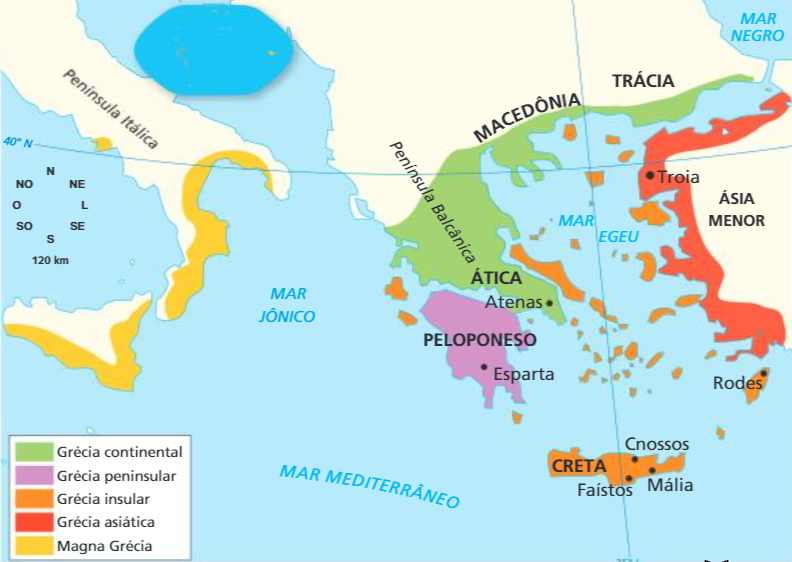 MAR
NEGRO
Península Itálica
TRÁCIA
MACEDÔNIA
40° N
N
NO NE
O L
SO SE
S
120 km
Península Balcânica
Troia
ÁSIA
MENOR
MAR
EGEU
MAR
JÔNICO
ÁTICA
Atenas
PELOPONESO
Esparta
Rodes
Cnossos
CRETA
Faístos
Mália
MAR MEDITERRÂNEO
Grécia continental
Grécia peninsular
Grécia insular
Grécia asiática
Magna Grécia